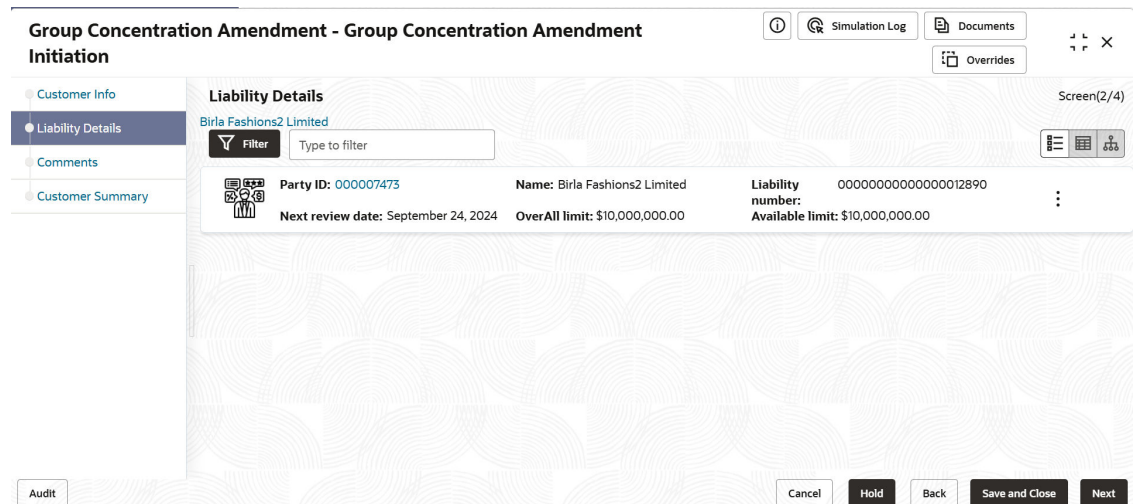 Group Concentration Amendment - Group Concentration Amendment
Initiation
Simulation Log
Documents
Overrides
Customer Info
Liability Details
Comments
Customer Summary
Liability Details
Screen(2/4)
Birla Fashions2 Limited
Filter
Type to filter
Party ID: 000007473 Name: Birla Fashions2 Limited Liability number: 00000000000000012890
Next review date: September 24, 2024 OverAll limit: $10,000,000.00 Available limit: $10,000,000.00
Audit
Cancel
Hold
Back
Save and Close
Next